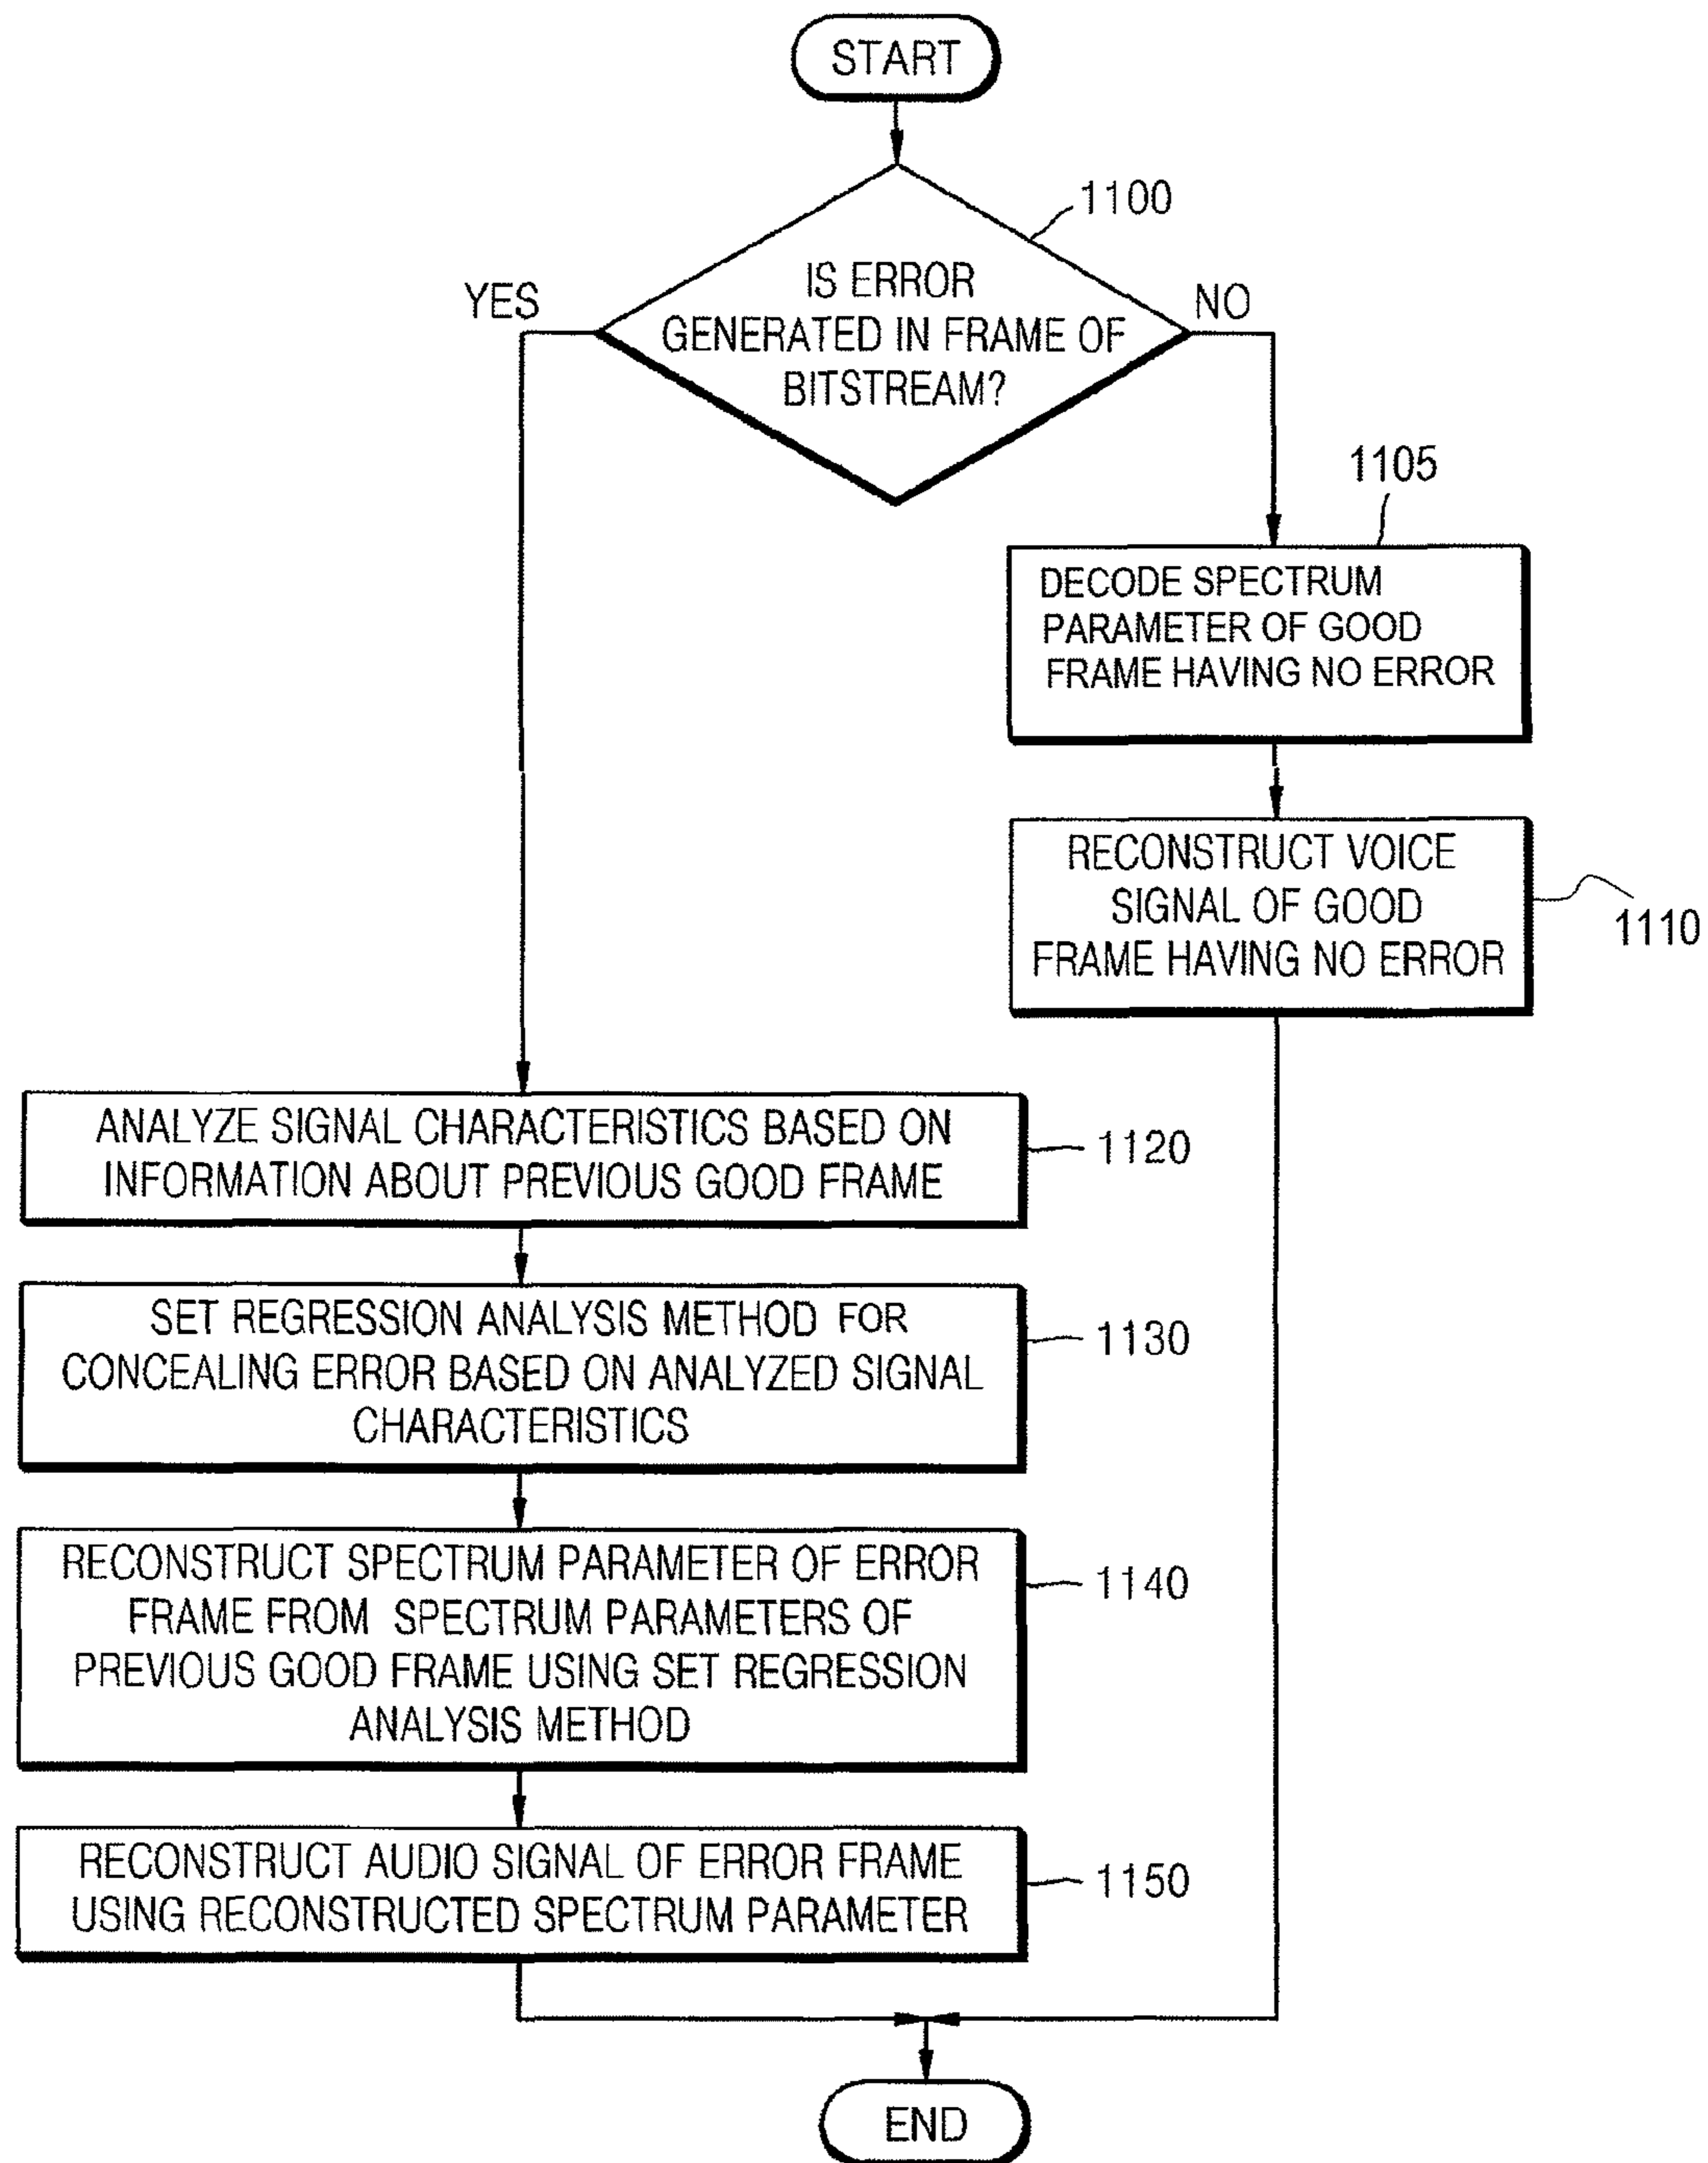 START
1100
IS ERROR
GENERATED IN FRAME OF
BITSTREAM?
YES
NO
1105
DECODE SPECTRUM
PARAMETER OF GOOD
FRAME HAVING NO ERROR
RECONSTRUCT VOICE
SIGNAL OF GOOD
FRAME HAVING NO ERROR
1110
ANALYZE SIGNAL CHARACTERISTICS BASED ON
INFORMATION ABOUT PREVIOUS GOOD FRAME
1120
SET REGRESSION ANALYSIS METHOD FOR
CONCEALING ERROR BASED ON ANALYZED SIGNAL
CHARACTERISTICS
1130
RECONSTRUCT SPECTRUM PARAMETER OF ERROR
FRAME FROM SPECTRUM PARAMETERS OF
PREVIOUS GOOD FRAME USING SET REGRESSION
ANALYSIS METHOD
1140
RECONSTRUCT AUDIO SIGNAL OF ERROR FRAME
USING RECONSTRUCTED SPECTRUM PARAMETER
1150
END